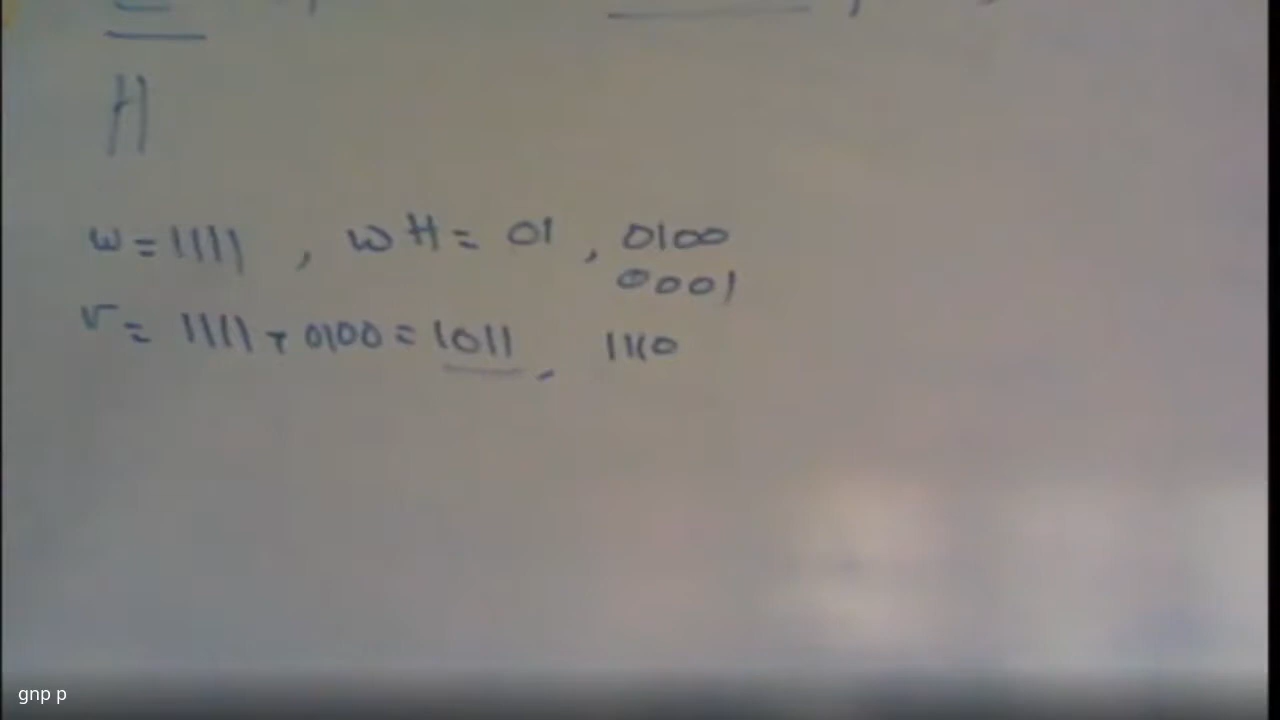 H
w = 1111 , wH = 01 , 0100
0001
v = 1111 + 0100 = 1011 , 1110
gnp p